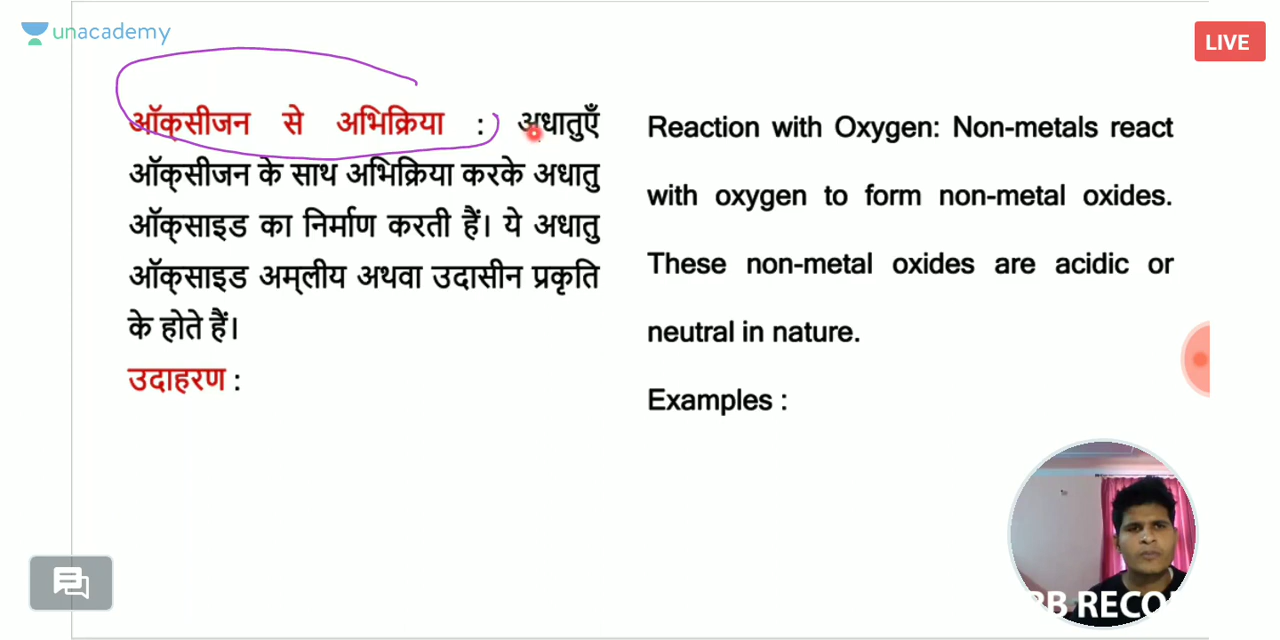 unacademy
LIVE
ऑक्सीजन से अभिक्रिया : अधातुएँ
ऑक्सीजन के साथ अभिक्रिया करके अधातु
ऑक्साइड का निर्माण करती हैं। ये अधातु
ऑक्साइड अम्लीय अथवा उदासीन प्रकृति
के होते हैं।
उदाहरण :
Reaction with Oxygen: Non-metals react
with oxygen to form non-metal oxides.
These non-metal oxides are acidic or
neutral in nature.
Examples :